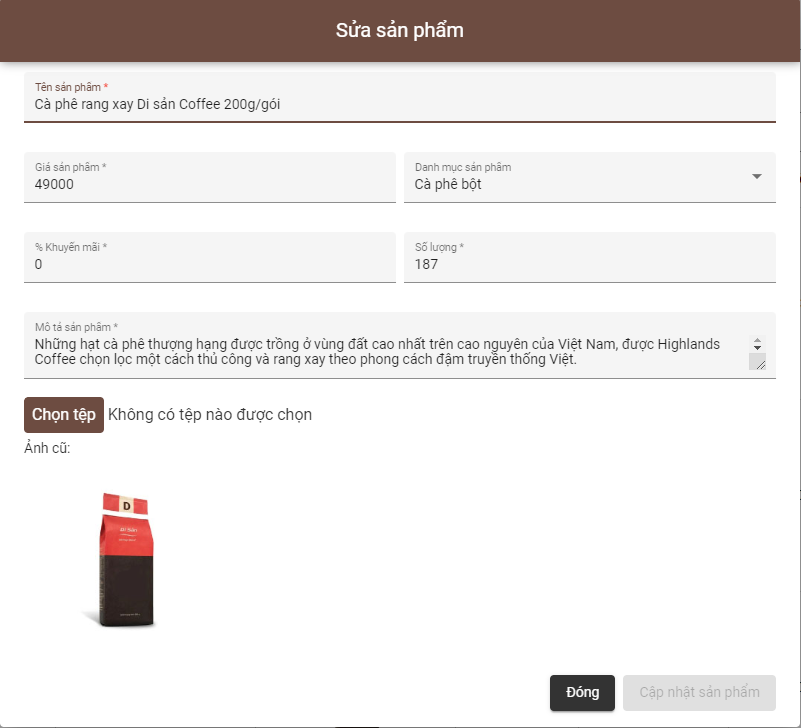 Sửa sản phẩm
Tên sản phẩm *
Cà phê rang xay Di sản Coffee 200g/gói
Giá sản phẩm *
49000
Danh mục sản phẩm
Cà phê bột
% Khuyến mãi *
0
Số lượng *
187
Mô tả sản phẩm *
Những hạt cà phê thượng hạng được trồng ở vùng đất cao nhất trên cao nguyên của Việt Nam, được Highlands
Coffee chọn lọc một cách thủ công và rang xay theo phong cách đậm truyền thống Việt.
Chọn tệp Không có tệp nào được chọn
Ảnh cũ:
D
DI SẢN
Đóng
Cập nhật sản phẩm